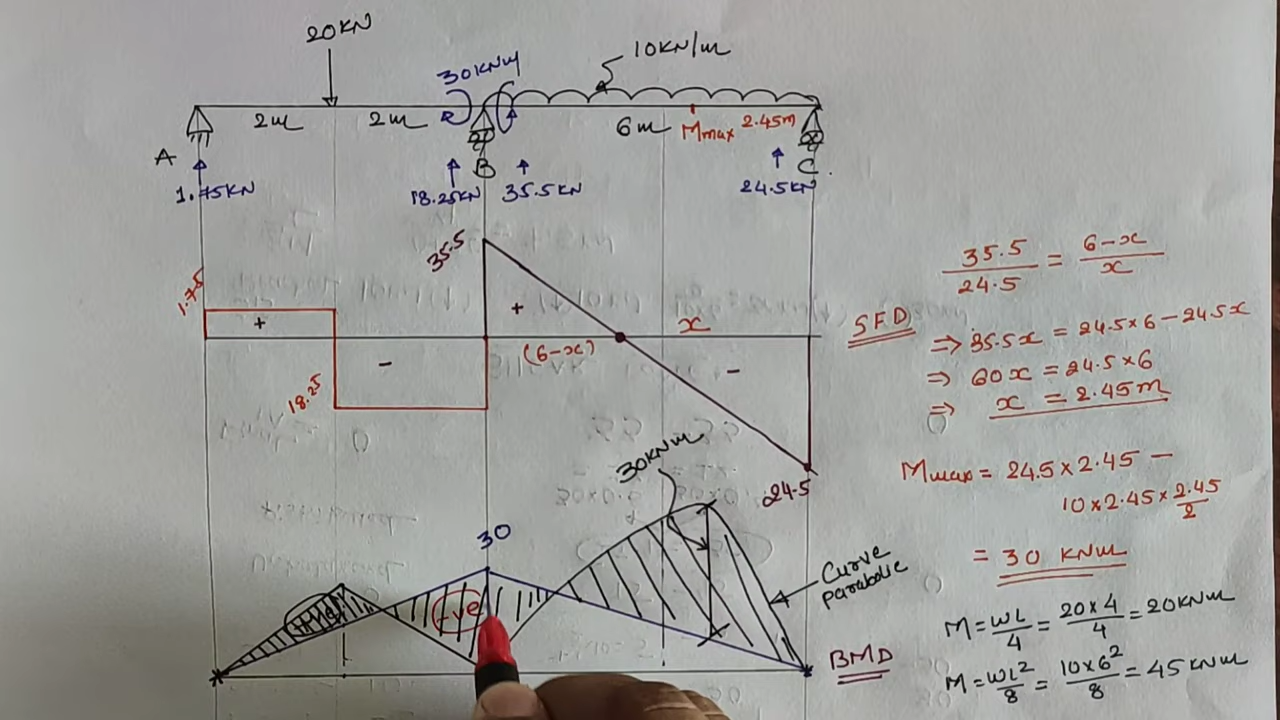 20KN
30KNM
10KN/m
2m
2m
6m
Mmax 2.45m
A
B
C.
1.75KN
18.25KN
35.5KN
24.5KN
35.5
1.75
+
-
18.25
+
(6-x)
x
-
24.5
SFD
35.5/24.5 = 6-x/x
⇒ 35.5x = 24.5×6-24.5x
⇒ 60x = 24.5×6
⇒ x = 2.45m
Mmax = 24.5×2.45 -
10×2.45×2.45/2
= 30 KNm
30KNM
30
+ve
-ve
Curve
parabolic
BMD
M=WL/4 = 20×4/4 = 20KNM
M=WL²/8 = 10×6²/8 = 45KNM